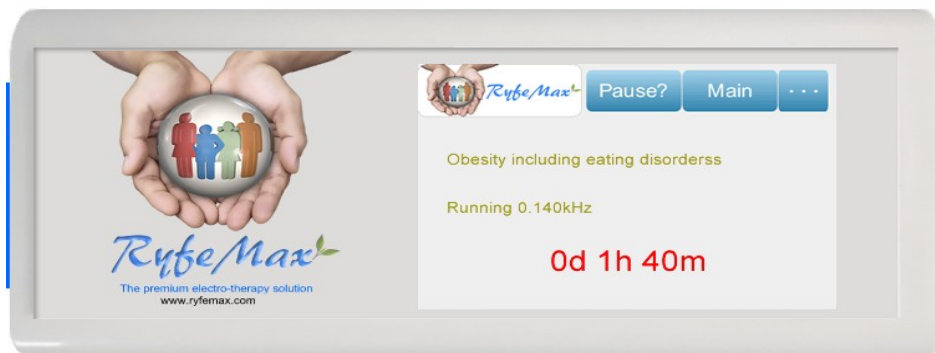 RyfeMax
The premium electro-therapy solution
www.ryfemax.com
RyfeMax
Pause?
Main
...
Obesity including eating disorderss
Running 0.140kHz
0d 1h 40m